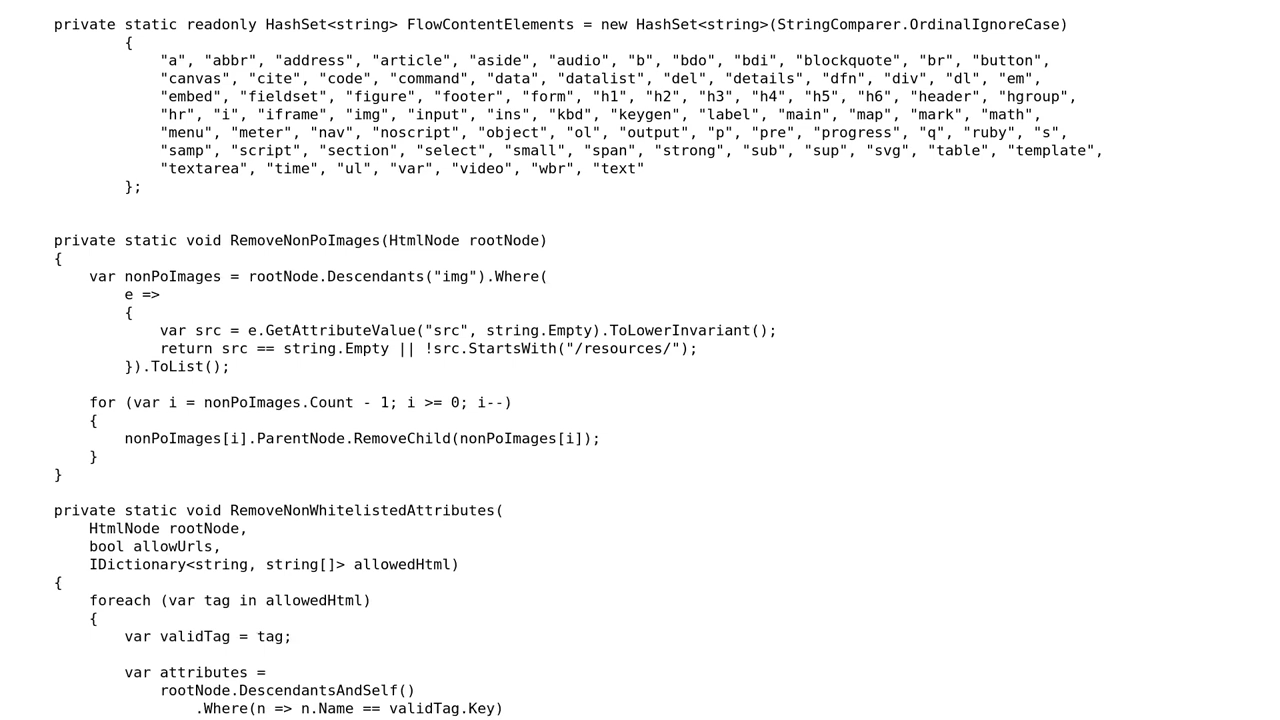 private static readonly HashSet<string> FlowContentElements = new HashSet<string>(StringComparer.OrdinalIgnoreCase)
        {
            "a", "abbr", "address", "article", "aside", "audio", "b", "bdo", "bdi", "blockquote", "br", "button",
            "canvas", "cite", "code", "command", "data", "datalist", "del", "details", "dfn", "div", "dl", "em",
            "embed", "fieldset", "figure", "footer", "form", "h1", "h2", "h3", "h4", "h5", "h6", "header", "hgroup",
            "hr", "i", "iframe", "img", "input", "ins", "kbd", "keygen", "label", "main", "map", "mark", "math",
            "menu", "meter", "nav", "noscript", "object", "ol", "output", "p", "pre", "progress", "q", "ruby", "s",
            "samp", "script", "section", "select", "small", "span", "strong", "sub", "sup", "svg", "table", "template",
            "textarea", "time", "ul", "var", "video", "wbr", "text"
        };
private static void RemoveNonPoImages(HtmlNode rootNode)
{
    var nonPoImages = rootNode.Descendants("img").Where(
        e =>
        {
            var src = e.GetAttributeValue("src", string.Empty).ToLowerInvariant();
            return src == string.Empty || !src.StartsWith("/resources/");
        }).ToList();
    for (var i = nonPoImages.Count - 1; i >= 0; i--)
    {
        nonPoImages[i].ParentNode.RemoveChild(nonPoImages[i]);
    }
}
private static void RemoveNonWhitelistedAttributes(
    HtmlNode rootNode,
    bool allowUrls,
    IDictionary<string, string[]> allowedHtml)
{
    foreach (var tag in allowedHtml)
    {
        var validTag = tag;
        var attributes =
            rootNode.DescendantsAndSelf()
                .Where(n => n.Name == validTag.Key)